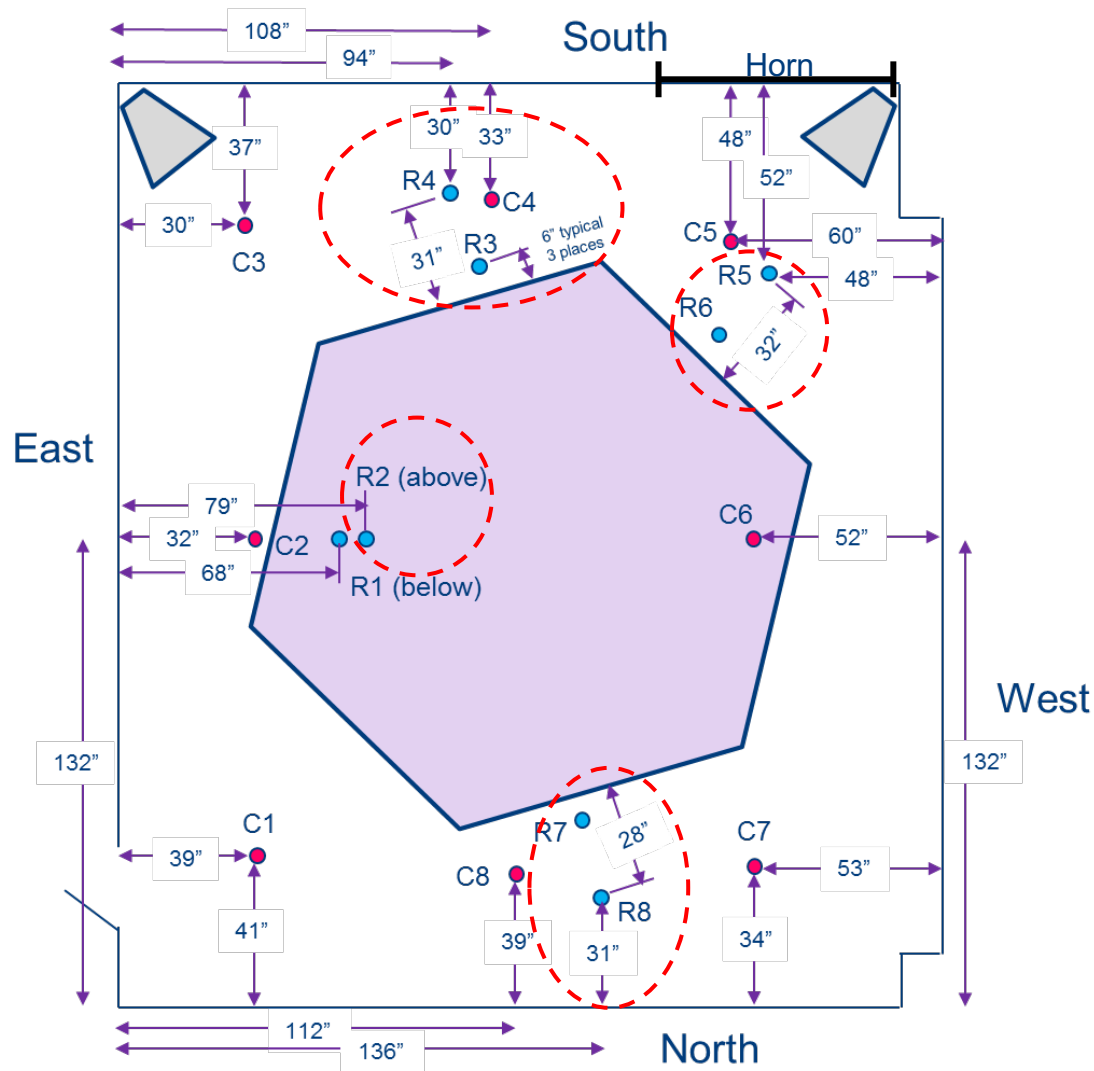 108”
South
94”
Horn
30”
33”
48”
37”
52”
R4
C4
30”
C5
60”
C3
R3
6” typical
3 places
31”
R5
48”
R6
32”
East
R2 (above)
79”
C6
32”
C2
52”
68”
R1 (below)
West
132”
132”
C1
R7
28”
C7
39”
C8
53”
R8
41”
39”
31”
34”
112”
136”
North